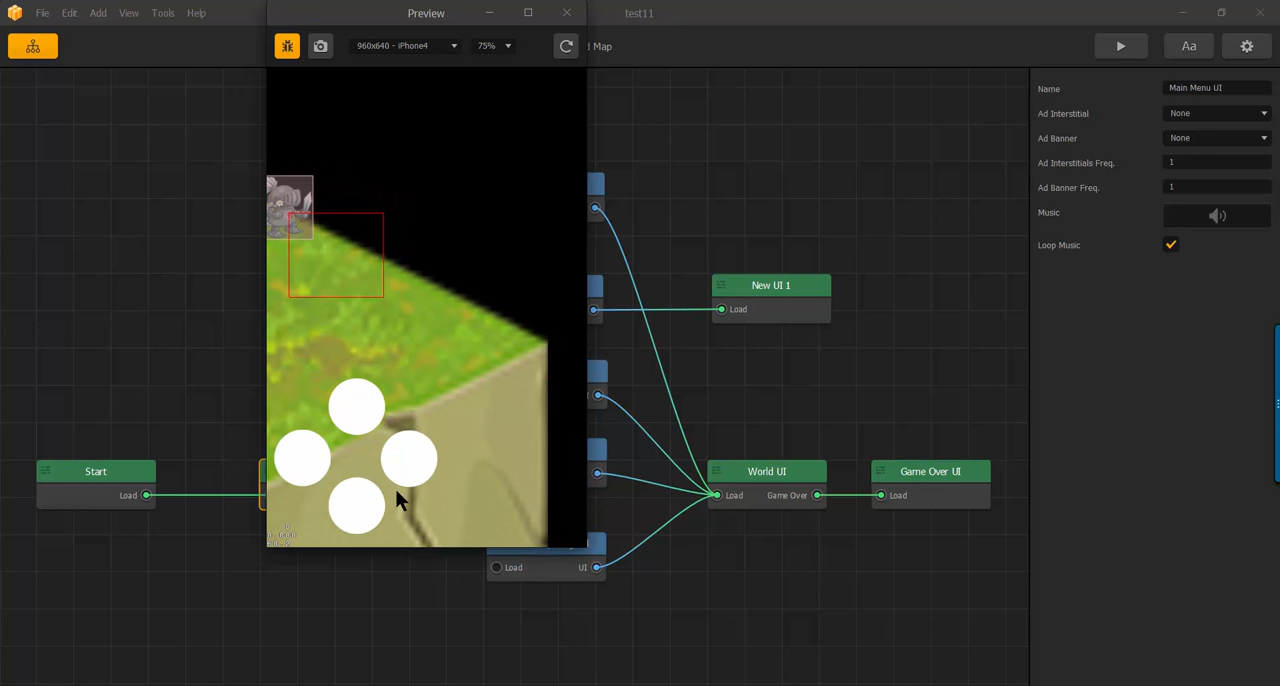 File Edit Add View Tools Help
Preview
test11
960x640 - iPhone4
75%
d Map
Aa
Name
Main Menu UI
Ad Interstitial
None
Ad Banner
None
Ad Interstitials Freq.
1
Ad Banner Freq.
1
Music
Loop Music
New UI 1
Load
Start
Load
World UI
Load Game Over
Game Over UI
Load
Load UI